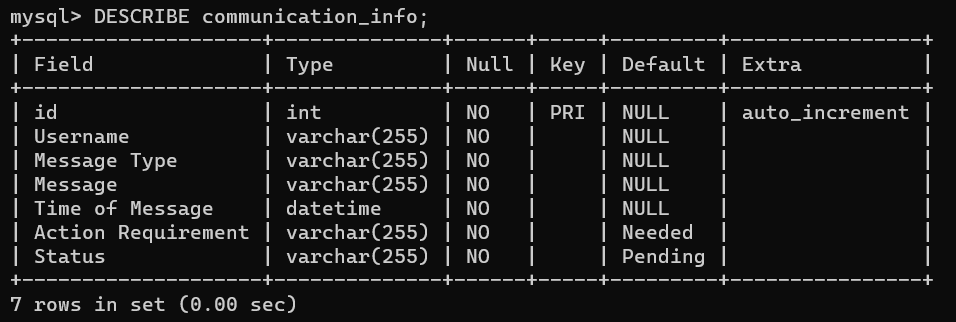 mysql> DESCRIBE communication_info;
+--------------------+--------------+------+-----+---------+----------------+
| Field              | Type         | Null | Key | Default | Extra          |
+--------------------+--------------+------+-----+---------+----------------+
| id                 | int          | NO   | PRI | NULL    | auto_increment |
| Username           | varchar(255) | NO   |     | NULL    |                |
| Message Type       | varchar(255) | NO   |     | NULL    |                |
| Message            | varchar(255) | NO   |     | NULL    |                |
| Time of Message    | datetime     | NO   |     | NULL    |                |
| Action Requirement | varchar(255) | NO   |     | Needed  |                |
| Status             | varchar(255) | NO   |     | Pending |                |
+--------------------+--------------+------+-----+---------+----------------+
7 rows in set (0.00 sec)